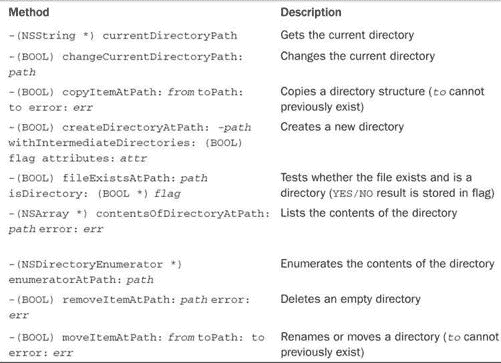 Method Description
-(NSString *) currentDirectoryPath Gets the current directory
-(BOOL) changeCurrentDirectoryPath: Changes the current directory
path
-(BOOL) copyItemAtPath: from toPath: Copies a directory structure (to cannot
to error: err previously exist)
-(BOOL) createDirectoryAtPath: -path Creates a new directory
withIntermediateDirectories: (BOOL)
flag attributes: attr
-(BOOL) fileExistsAtPath: path Tests whether the file exists and is a
isDirectory: (BOOL *) flag directory (YES/NO result is stored in flag)
-(NSArray *) contentsOfDirectoryAtPath: Lists the contents of the directory
path error: err
-(NSDirectoryEnumerator *) Enumerates the contents of the directory
enumeratorAtPath: path
-(BOOL) removeItemAtPath: path error: Deletes an empty directory
err
-(BOOL) moveItemAtPath: from toPath: to Renames or moves a directory (to cannot
error: err previously exist)